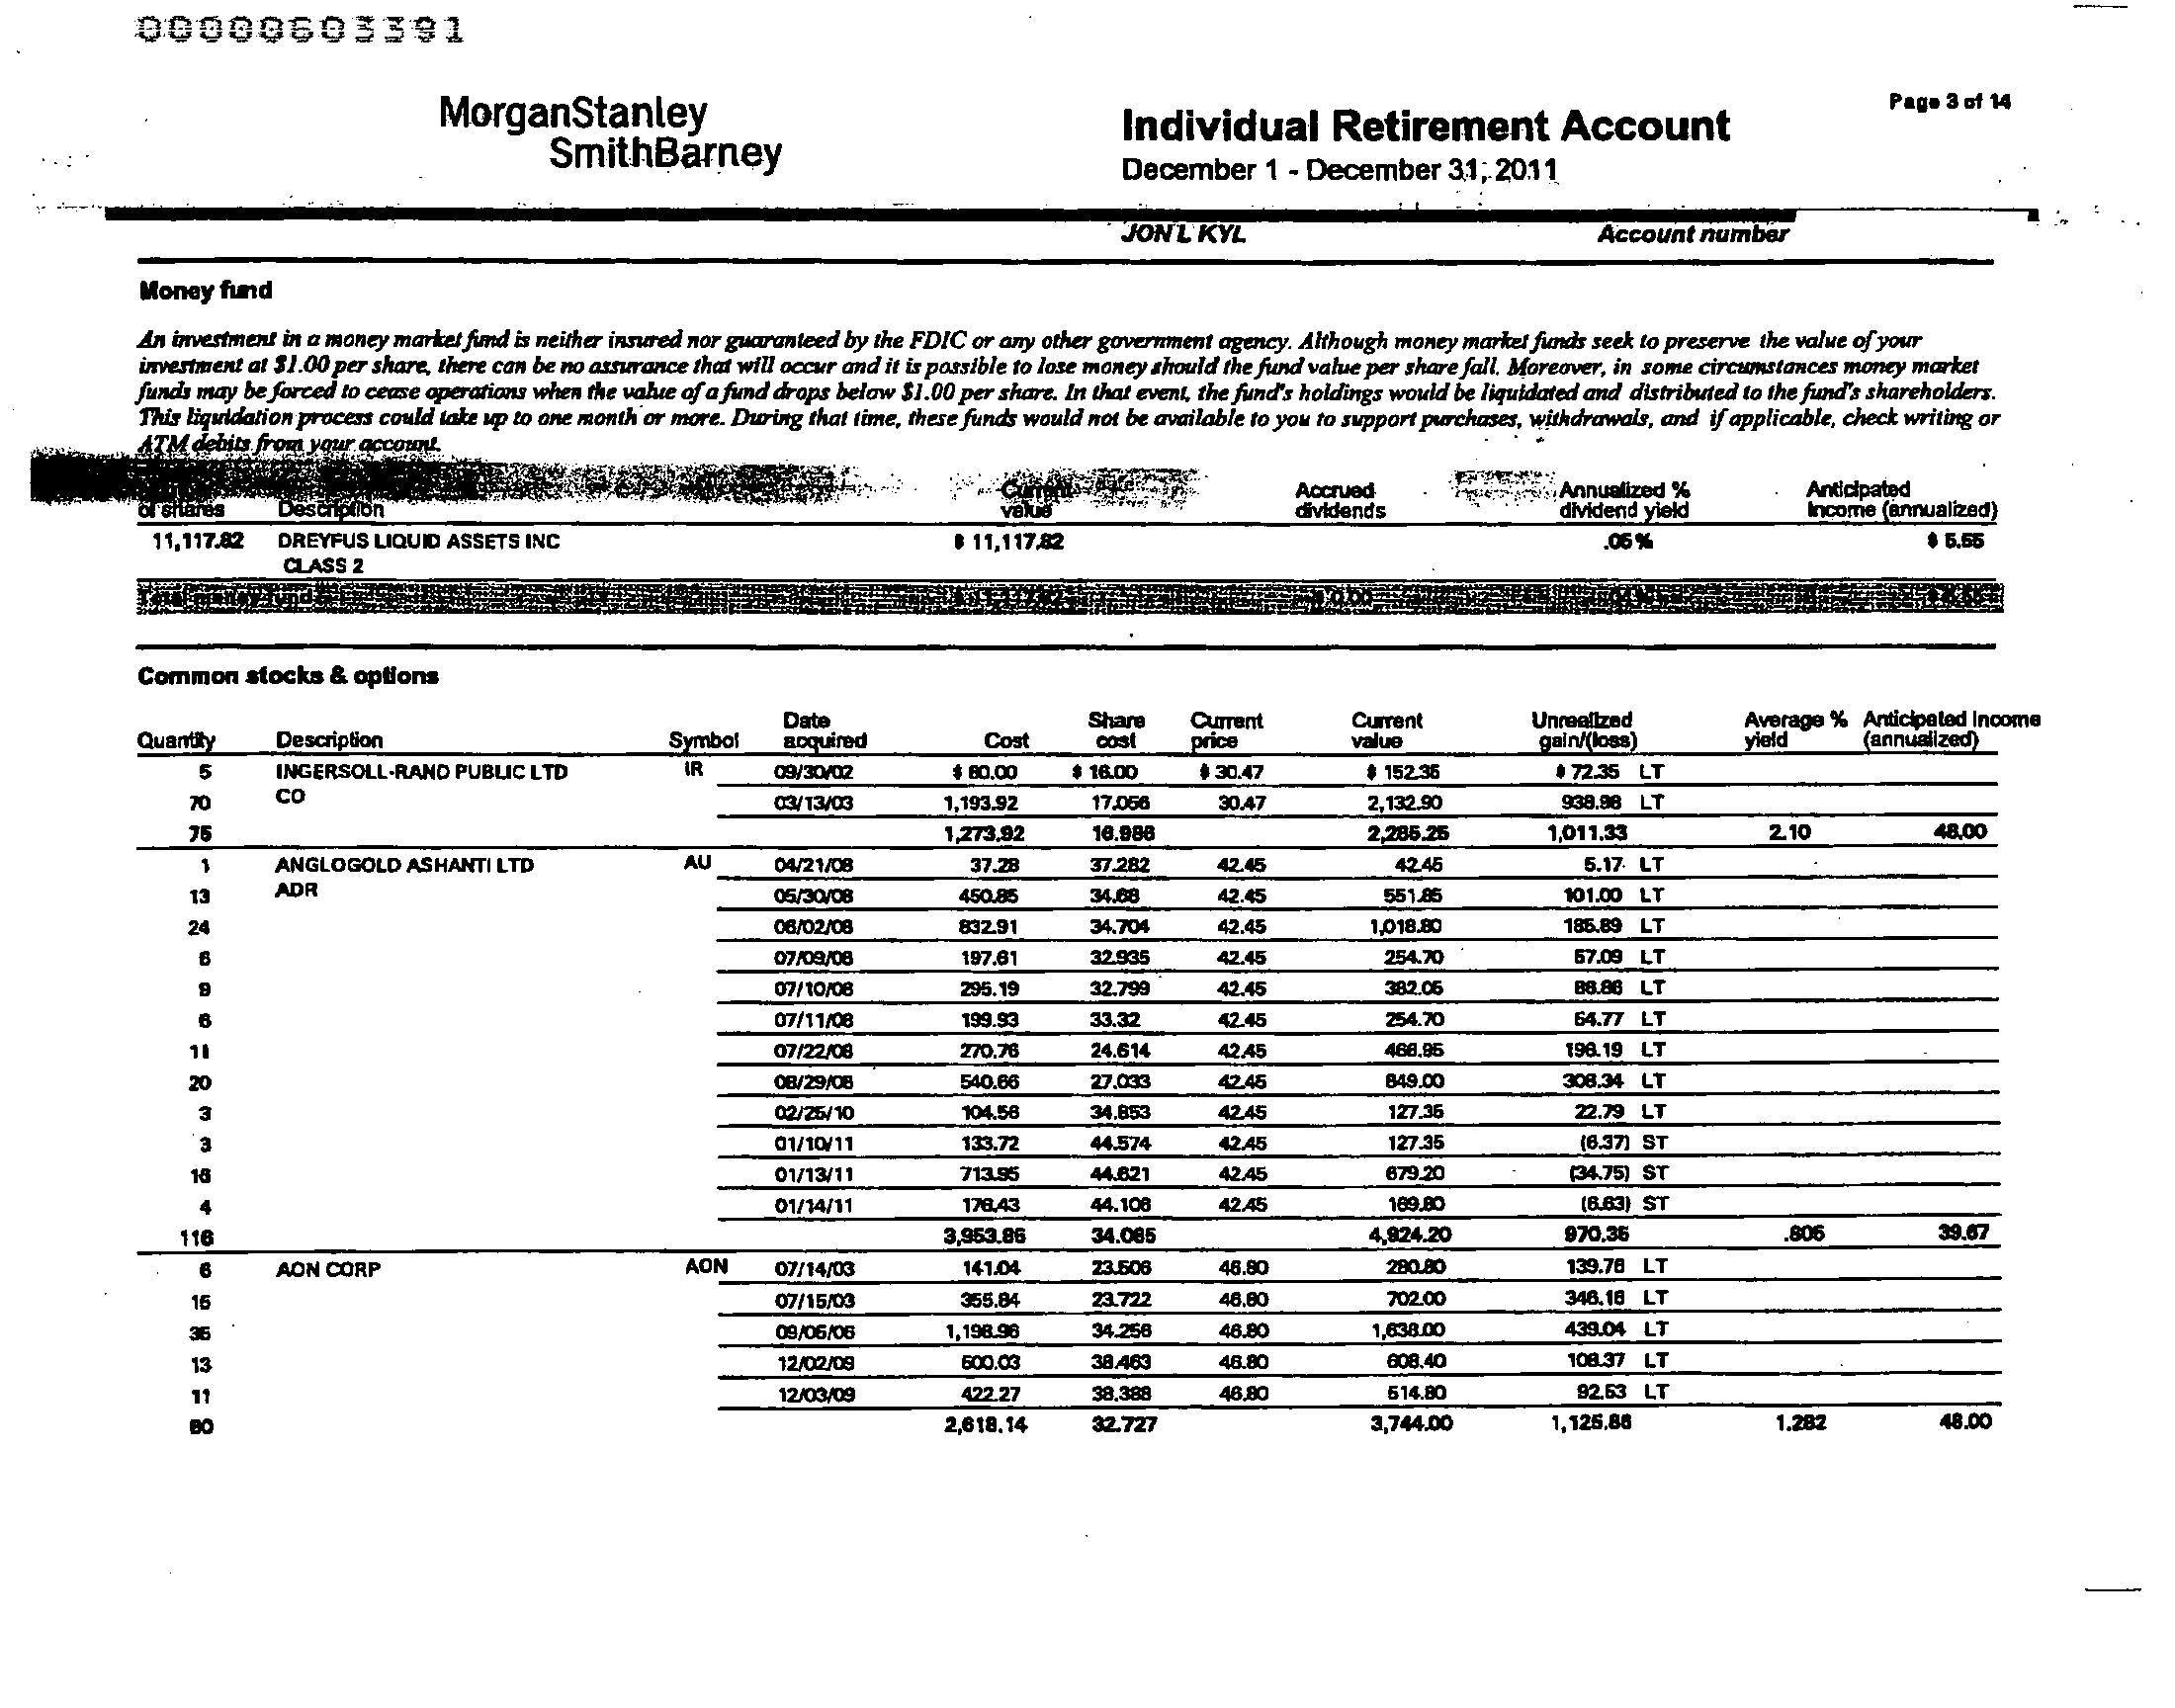 00000603391
MorganStanley
SmithBarney
Individual Retirement Account
December 1 - December 31, 2011
Page 3 of 14
JON L KYL Account number
Money fund
An investment in a money market fund is neither insured nor guaranteed by the FDIC or any other government agency. Although money market funds seek to preserve the value of your
investment at $1.00 per share, there can be no assurance that will occur and it is possible to lose money should the fund value per share fall. Moreover, in some circumstances money market
funds may be forced to cease operations when the value of a fund drops below $1.00 per share. In that event, the fund's holdings would be liquidated and distributed to the fund's shareholders.
This liquidation process could take up to one month or more. During that time, these funds would not be available to you to support purchases, withdrawals, and if applicable, check writing or
ATM debits from your account.
Current Accrued Annualized % Anticipated
of shares Description value dividends dividend yield Income (annualized)
11,117.82 DREYFUS LIQUID ASSETS INC $ 11,117.82 .05 % $ 5.55
CLASS 2
Total money fund
Common stocks & options
Date Share Current Current Unrealized Average % Anticipated Income
Quantity Description Symbol acquired Cost cost price value gain/(loss) yield (annualized)
5 INGERSOLL-RAND PUBLIC LTD IR 09/30/02 $ 80.00 $ 16.00 $ 30.47 $ 152.35 $ 72.35 LT
70 CO 03/13/03 1,193.92 17.056 30.47 2,132.90 938.98 LT
75 1,273.92 16.986 2,285.25 1,011.33 2.10 48.00
1 ANGLOGOLD ASHANTI LTD AU 04/21/08 37.28 37.282 42.45 42.45 5.17 LT
13 ADR 05/30/08 450.85 34.68 42.45 551.85 101.00 LT
24 06/02/08 832.91 34.704 42.45 1,018.80 185.89 LT
6 07/09/08 197.61 32.935 42.45 254.70 57.09 LT
9 07/10/08 295.19 32.799 42.45 382.05 86.86 LT
6 07/11/08 199.93 33.32 42.45 254.70 54.77 LT
11 07/22/08 270.76 24.614 42.45 466.95 196.19 LT
20 08/29/08 540.66 27.033 42.45 849.00 308.34 LT
3 02/25/10 104.56 34.853 42.45 127.35 22.79 LT
3 01/10/11 133.72 44.574 42.45 127.35 (6.37) ST
16 01/13/11 713.95 44.621 42.45 679.20 (34.75) ST
4 01/14/11 176.43 44.108 42.45 169.80 (6.63) ST
116 3,953.86 34.085 4,924.20 970.35 .805 39.67
6 AON CORP AON 07/14/03 141.04 23.506 46.80 280.80 139.76 LT
15 07/15/03 355.84 23.722 46.80 702.00 346.16 LT
35 09/06/06 1,198.96 34.256 46.80 1,638.00 439.04 LT
13 12/02/09 500.03 38.463 46.80 608.40 108.37 LT
11 12/03/09 422.27 38.388 46.80 514.80 92.53 LT
80 2,618.14 32.727 3,744.00 1,125.86 1.282 48.00